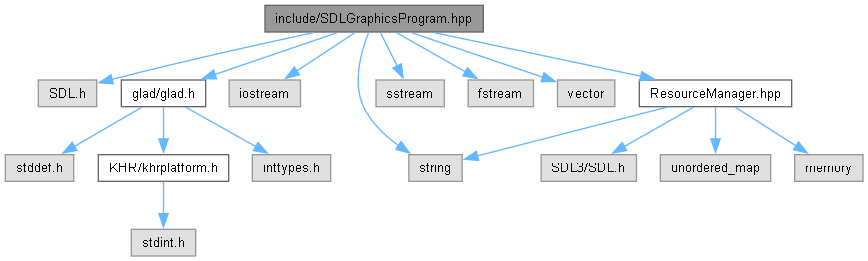 include/SDLGraphicsProgram.hpp
SDL.h
glad/glad.h
iostream
sstream
fstream
vector
ResourceManager.hpp
stddef.h
KHR/khrplatform.h
inttypes.h
string
SDL3/SDL.h
unordered_map
memory
stdint.h